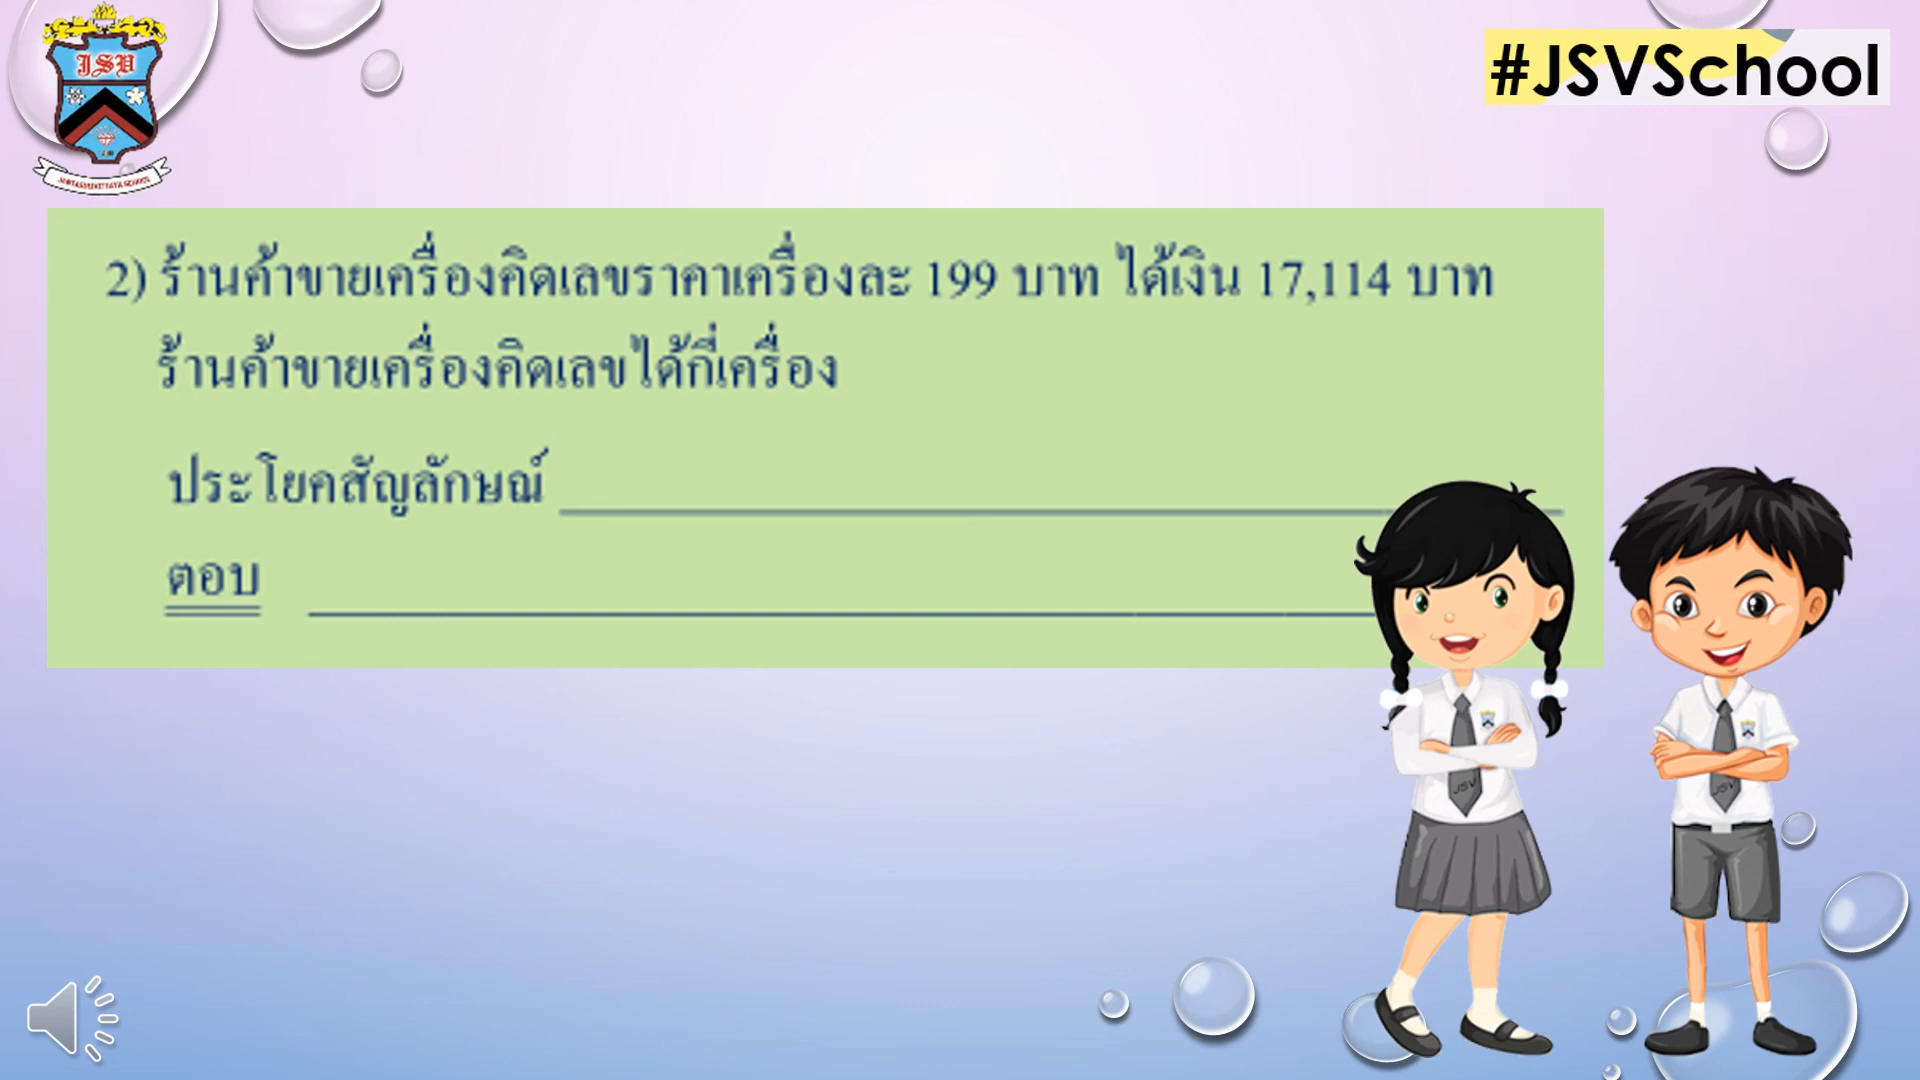 JSV
#JSVSchool
2) ร้านค้าขายเครื่องคิดเลขราคาเครื่องละ 199 บาท ได้เงิน 17,114 บาท
ร้านค้าขายเครื่องคิดเลขได้กี่เครื่อง
ประโยคสัญลักษณ์
ตอบ
JSV
JSV